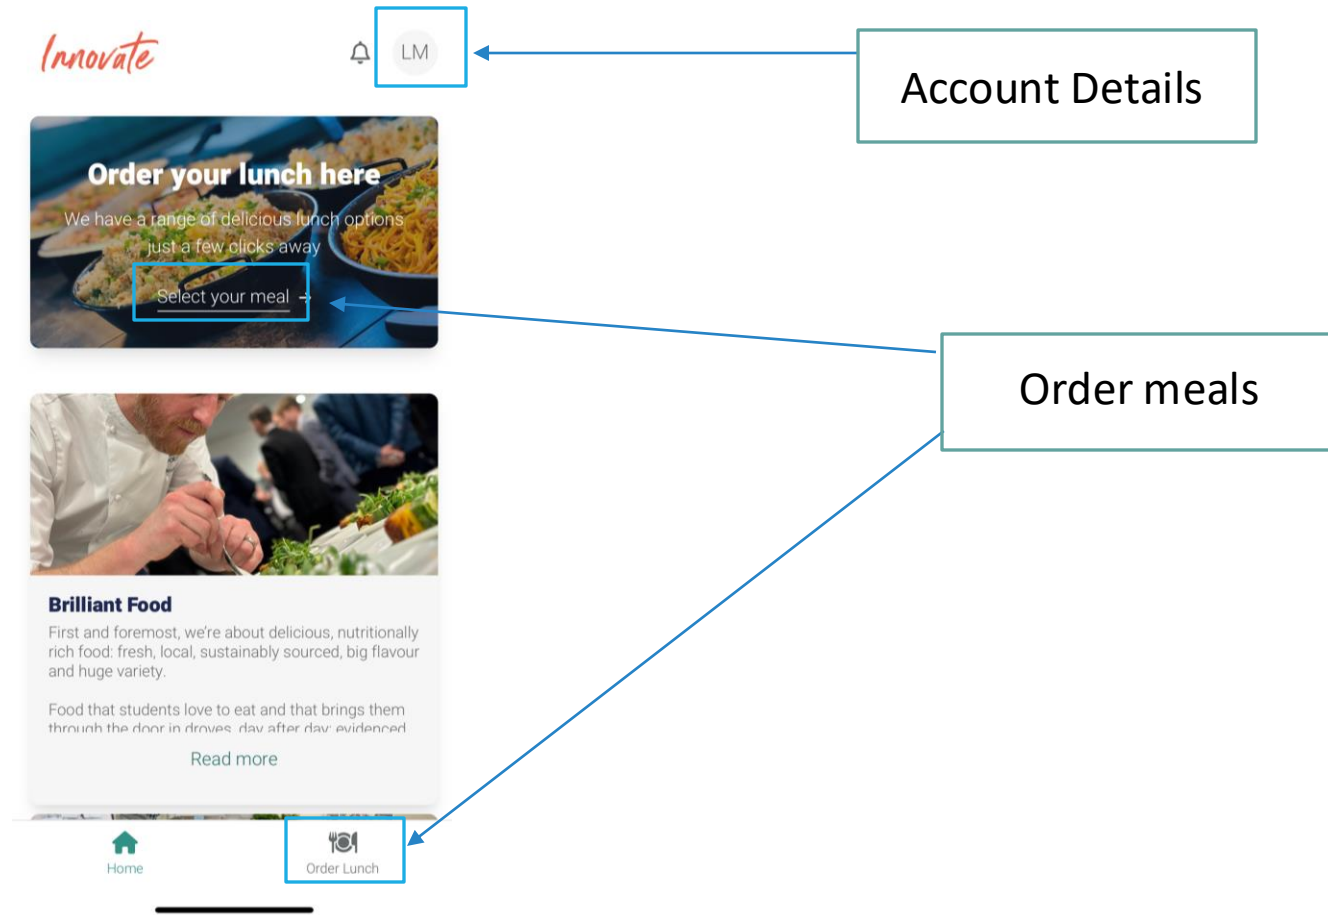 Innovate
LM
Account Details
Order your lunch here
We have a range of delicious lunch options
just a few clicks away
Select your meal →
Order meals
Brilliant Food
First and foremost, we're about delicious, nutritionally
rich food: fresh, local, sustainably sourced, big flavour
and huge variety.
Food that students love to eat and that brings them
through the door in droves, day after day: evidenced
Read more
Home
Order Lunch